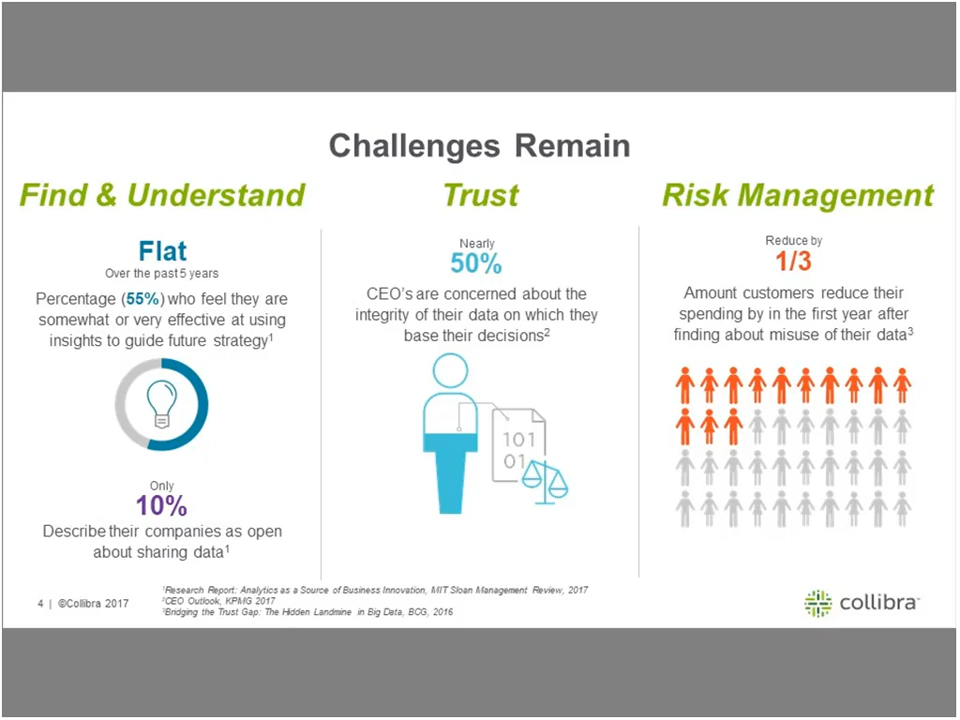 Challenges Remain
Find & Understand
Flat
Over the past 5 years
Percentage (55%) who feel they are
somewhat or very effective at using
insights to guide future strategy1
Only
10%
Describe their companies as open
about sharing data1
Trust
Nearly
50%
CEO's are concerned about the
integrity of their data on which they
base their decisions2
101
01
Risk Management
Reduce by
1/3
Amount customers reduce their
spending by in the first year after
finding about misuse of their data3
4 | ©Collibra 2017
1Research Report: Analytics as a Source of Business Innovation, MIT Sloan Management Review, 2017
2CEO Outlook, KPMG 2017
3Bridging the Trust Gap: The Hidden Landmine in Big Data, BCG, 2016
collibra™